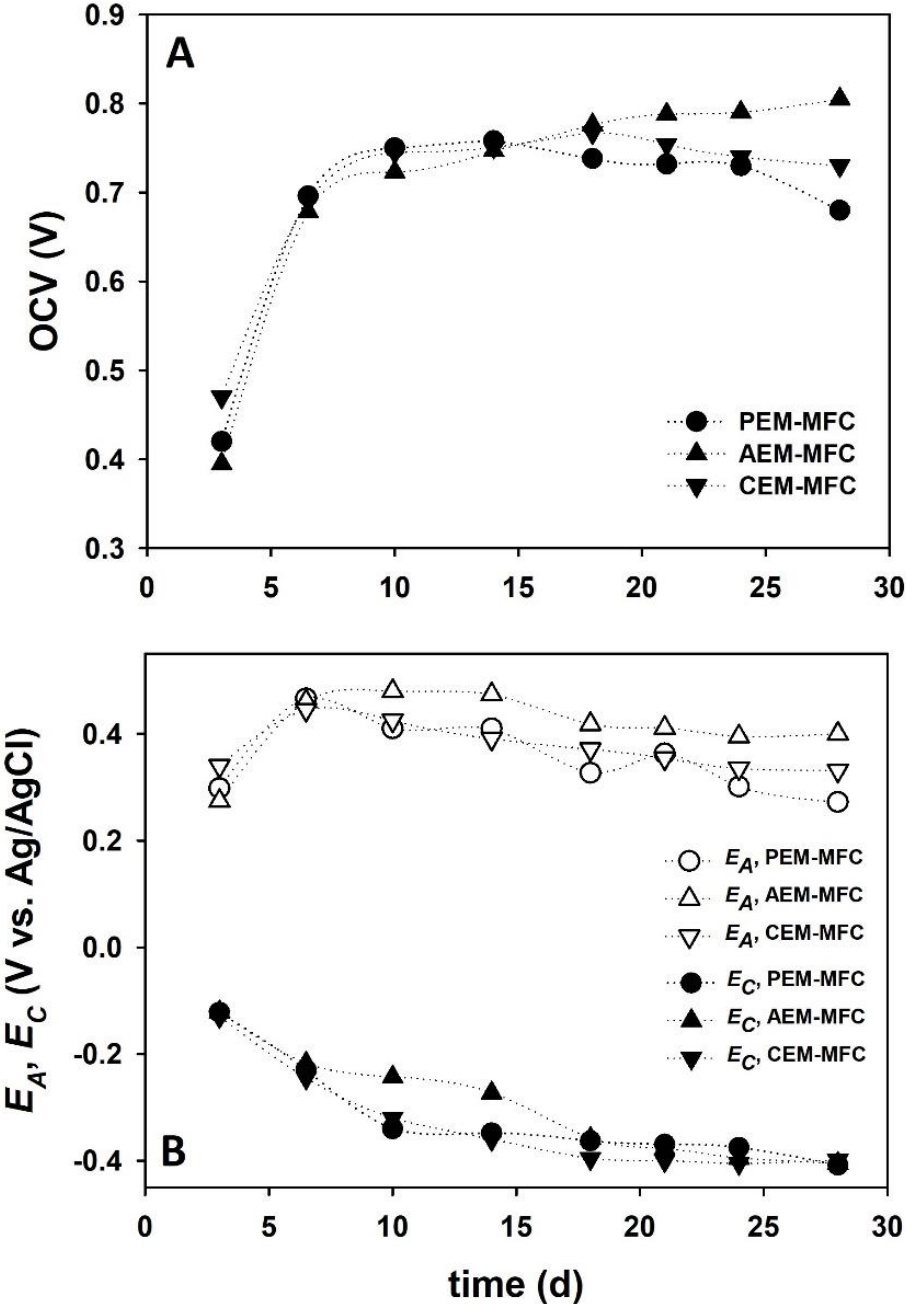 A
OCV (V)
0.9
0.8
0.7
0.6
0.5
0.4
0.3
PEM-MFC
AEM-MFC
CEM-MFC
0 5 10 15 20 25 30
B
E_A, E_C (V vs. Ag/AgCl)
0.4
0.2
0.0
-0.2
-0.4
E_A, PEM-MFC
E_A, AEM-MFC
E_A, CEM-MFC
E_C, PEM-MFC
E_C, AEM-MFC
E_C, CEM-MFC
0 5 10 15 20 25 30
time (d)